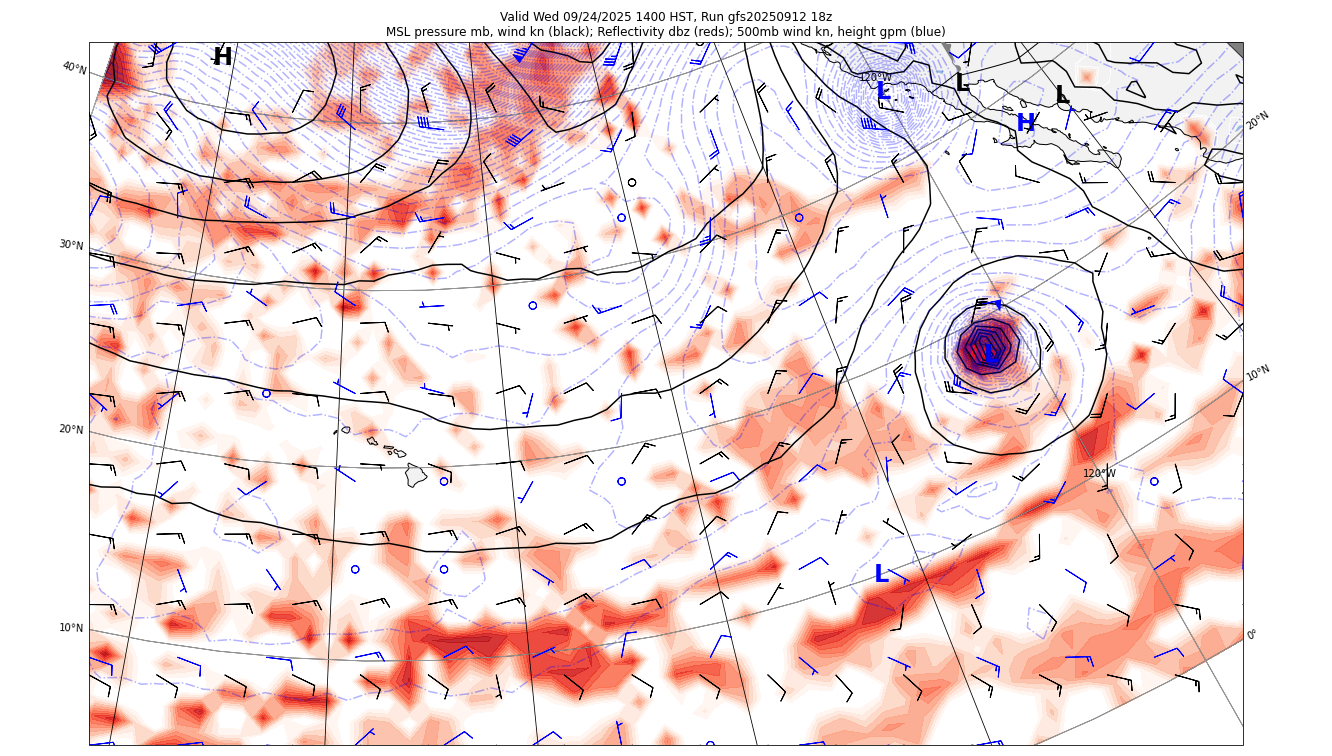 Valid Wed 09/24/2025 1400 HST, Run gfs20250912 18z
MSL pressure mb, wind kn (black); Reflectivity dbz (reds); 500mb wind kn, height gpm (blue)
H
40°N
120°W
L
L
L
H
20°N
30°N
L
10°N
20°N
120°W
L
10°N
0°